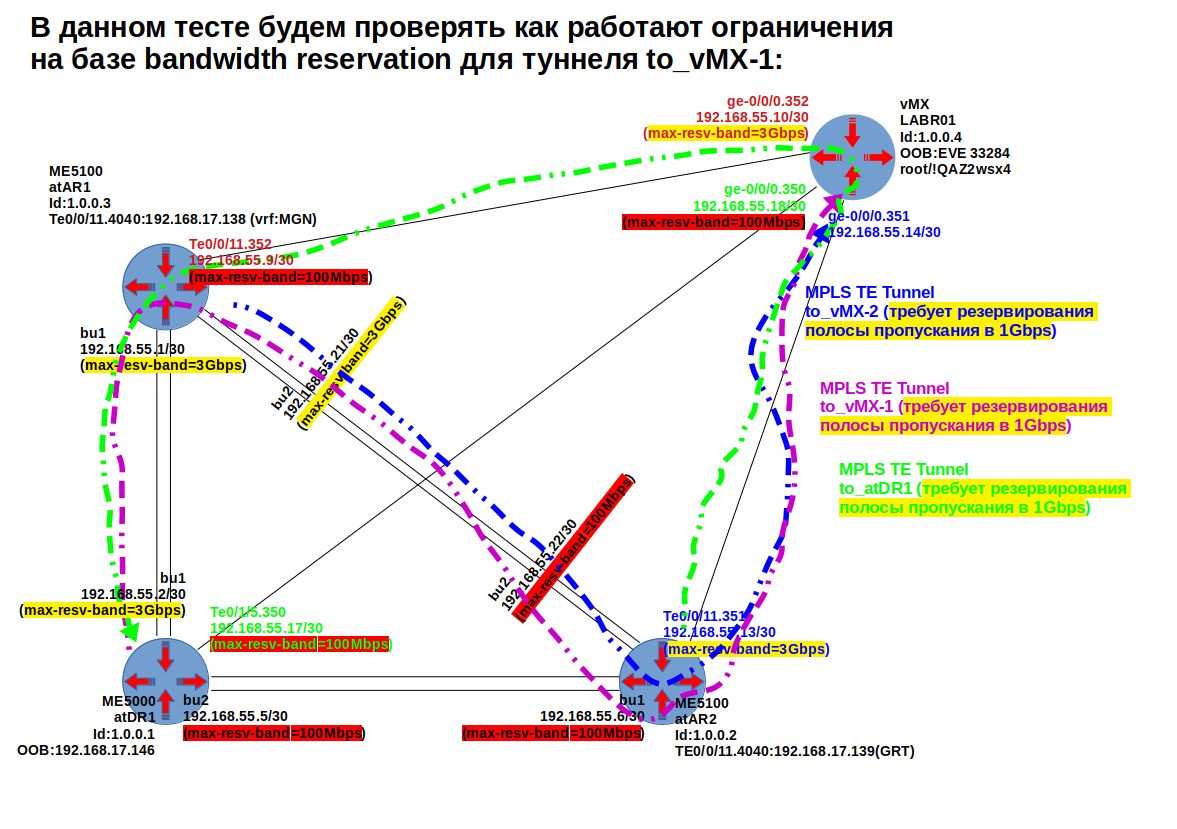 В данном тесте будем проверять как работают ограничения
на базе bandwidth reservation для туннеля to_vMX-1:
ge-0/0/0.352
192.168.55.10/30
(max-resv-band=3Gbps)
vMX
LABR01
Id:1.0.0.4
OOB:EVE 33284
root/!QAZ2wsx4
ME5100
atAR1
Id:1.0.0.3
Te0/0/11.4040:192.168.17.138 (vrf:MGN)
ge-0/0/0.350
192.168.55.18/30
(max-resv-band=100Mbps)
ge-0/0/0.351
192.168.55.14/30
Te0/0/11.352
192.168.55.9/30
(max-resv-band=100Mbps)
MPLS TE Tunnel
to_vMX-2 (требует резервирования
полосы пропускания в 1Gbps)
bu1
192.168.55.1/30
(max-resv-band=3Gbps)
bu2
192.168.55.21/30
(max-resv-band=3Gbps)
MPLS TE Tunnel
to_vMX-1 (требует резервирования
полосы пропускания в 1Gbps)
MPLS TE Tunnel
to_atDR1 (требует резервирования
полосы пропускания в 1Gbps)
bu2
192.168.55.22/30
(max-resv-band=100Mbps)
bu1
192.168.55.2/30
(max-resv-band=3Gbps)
Te0/1/5.350
192.168.55.17/30
(max-resv-band=100Mbps)
Te0/0/11.351
192.168.55.13/30
(max-resv-band=3Gbps)
ME5000
atDR1
Id:1.0.0.1
OOB:192.168.17.146
bu2
192.168.55.5/30
(max-resv-band=100Mbps)
bu1
192.168.55.6/30
(max-resv-band=100Mbps)
ME5100
atAR2
Id:1.0.0.2
TE0/0/11.4040:192.168.17.139(GRT)